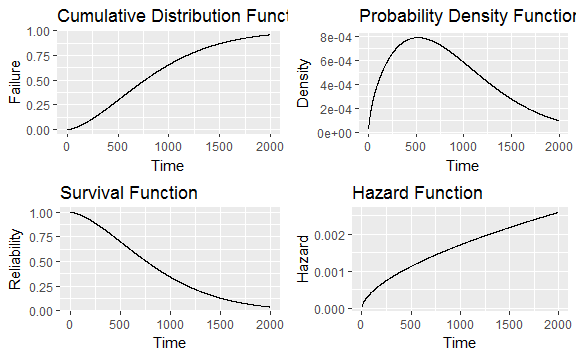 Cumulative Distribution Funct
1.00
0.75
0.50
0.25
0.00
Failure
0 500 1000 1500 2000
Time
Probability Density Function
8e-04
6e-04
4e-04
2e-04
0e+00
Density
0 500 1000 1500 2000
Time
Survival Function
1.00
0.75
0.50
0.25
0.00
Reliability
0 500 1000 1500 2000
Time
Hazard Function
0.002
0.001
0.000
Hazard
0 500 1000 1500 2000
Time